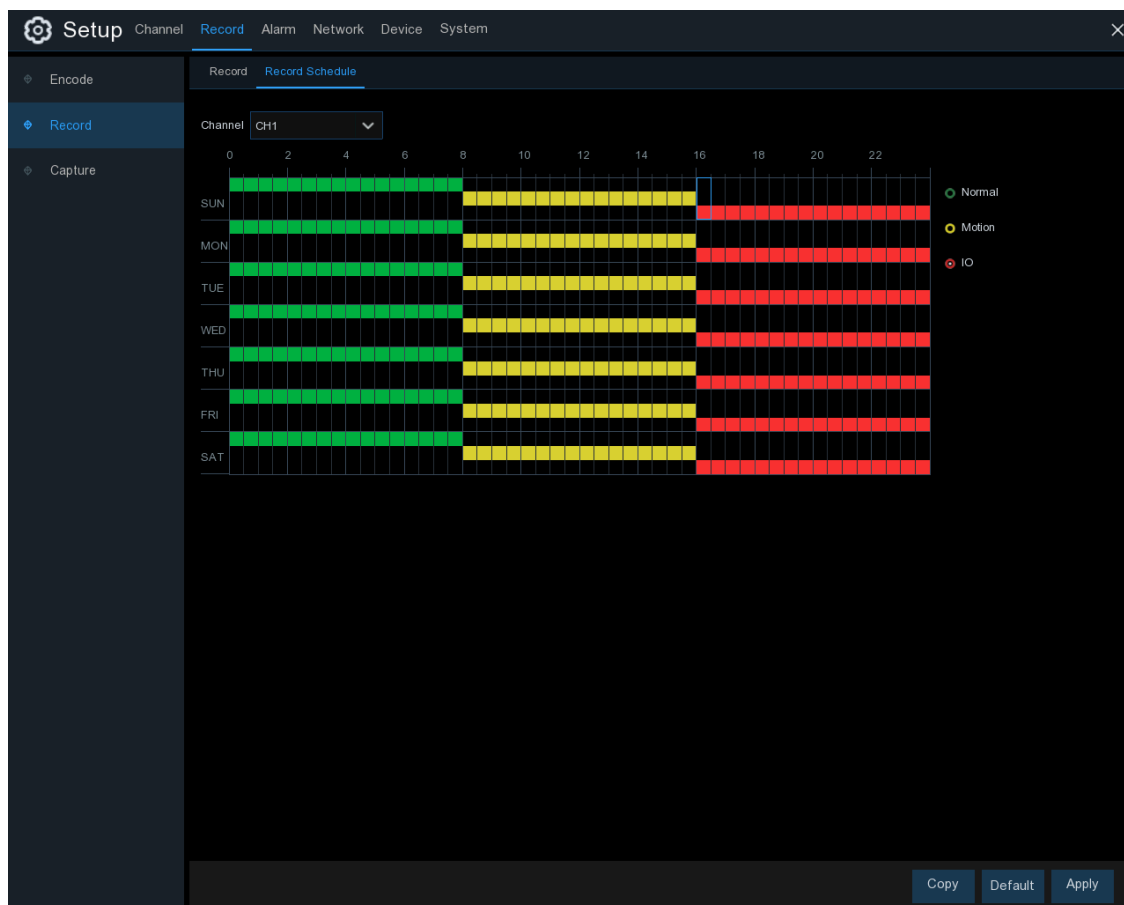 Setup Channel Record Alarm Network Device System
Encode
Record Record Schedule
Record
Channel CH1
Capture
0 2 4 6 8 10 12 14 16 18 20 22
SUN
Normal
MON
Motion
IO
TUE
WED
THU
FRI
SAT
Copy Default Apply